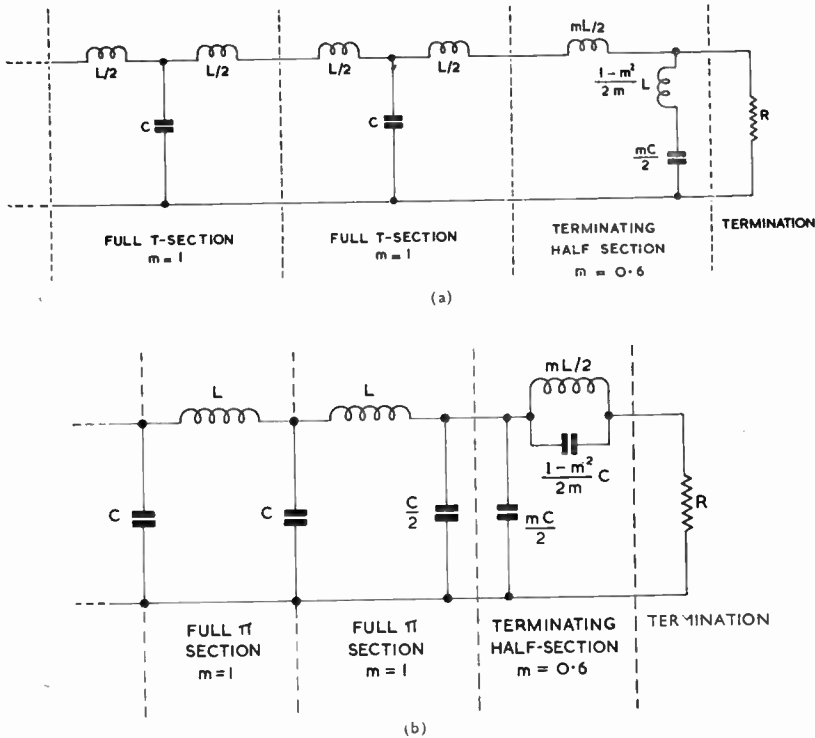 mL/2
L/2 L/2 L/2 L/2
1-m²/2m L
C C R
mC/2
FULL T-SECTION
m=1
FULL T-SECTION
m=1
TERMINATING
HALF SECTION
m = 0·6
TERMINATION
(a)
mL/2
L L
1-m²/2m C
C C C/2 mC/2 R
FULL π
SECTION
m=1
FULL π
SECTION
m=1
TERMINATING
HALF-SECTION
m=0·6
TERMINATION
(b)